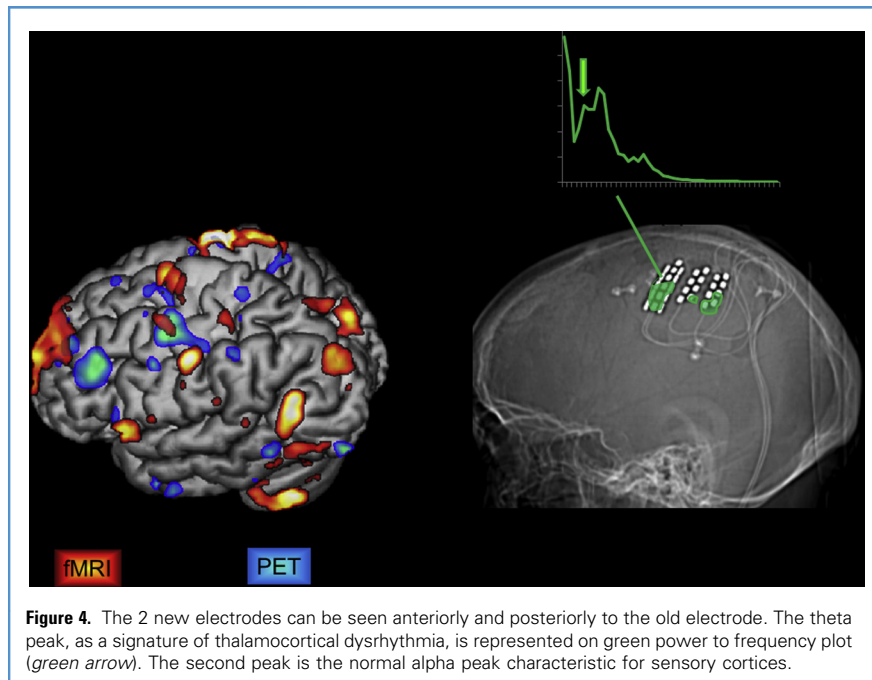 fMRI
PET
Figure 4. The 2 new electrodes can be seen anteriorly and posteriorly to the old electrode. The theta
peak, as a signature of thalamocortical dysrhythmia, is represented on green power to frequency plot
(green arrow). The second peak is the normal alpha peak characteristic for sensory cortices.